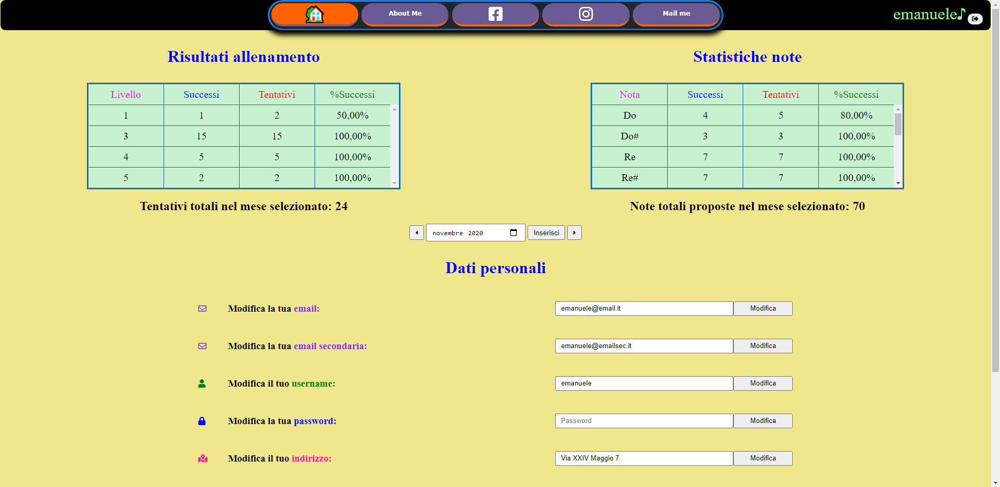 About Me
Mail me
emanuele
Risultati allenamento
Livello Successi Tentativi %Successi
1 1 2 50,00%
3 15 15 100,00%
4 5 5 100,00%
5 2 2 100,00%
Tentativi totali nel mese selezionato: 24
Statistiche note
Nota Successi Tentativi %Successi
Do 4 5 80,00%
Do# 3 3 100,00%
Re 7 7 100,00%
Re# 7 7 100,00%
Note totali proposte nel mese selezionato: 70
novembre 2020 Inserisci
Dati personali
Modifica la tua email: emanuele@email.it Modifica
Modifica la tua email secondaria: emanuele@emailsec.it Modifica
Modifica il tuo username: emanuele Modifica
Modifica la tua password: Password Modifica
Modifica il tuo indirizzo: Via XXIV Maggio 7 Modifica